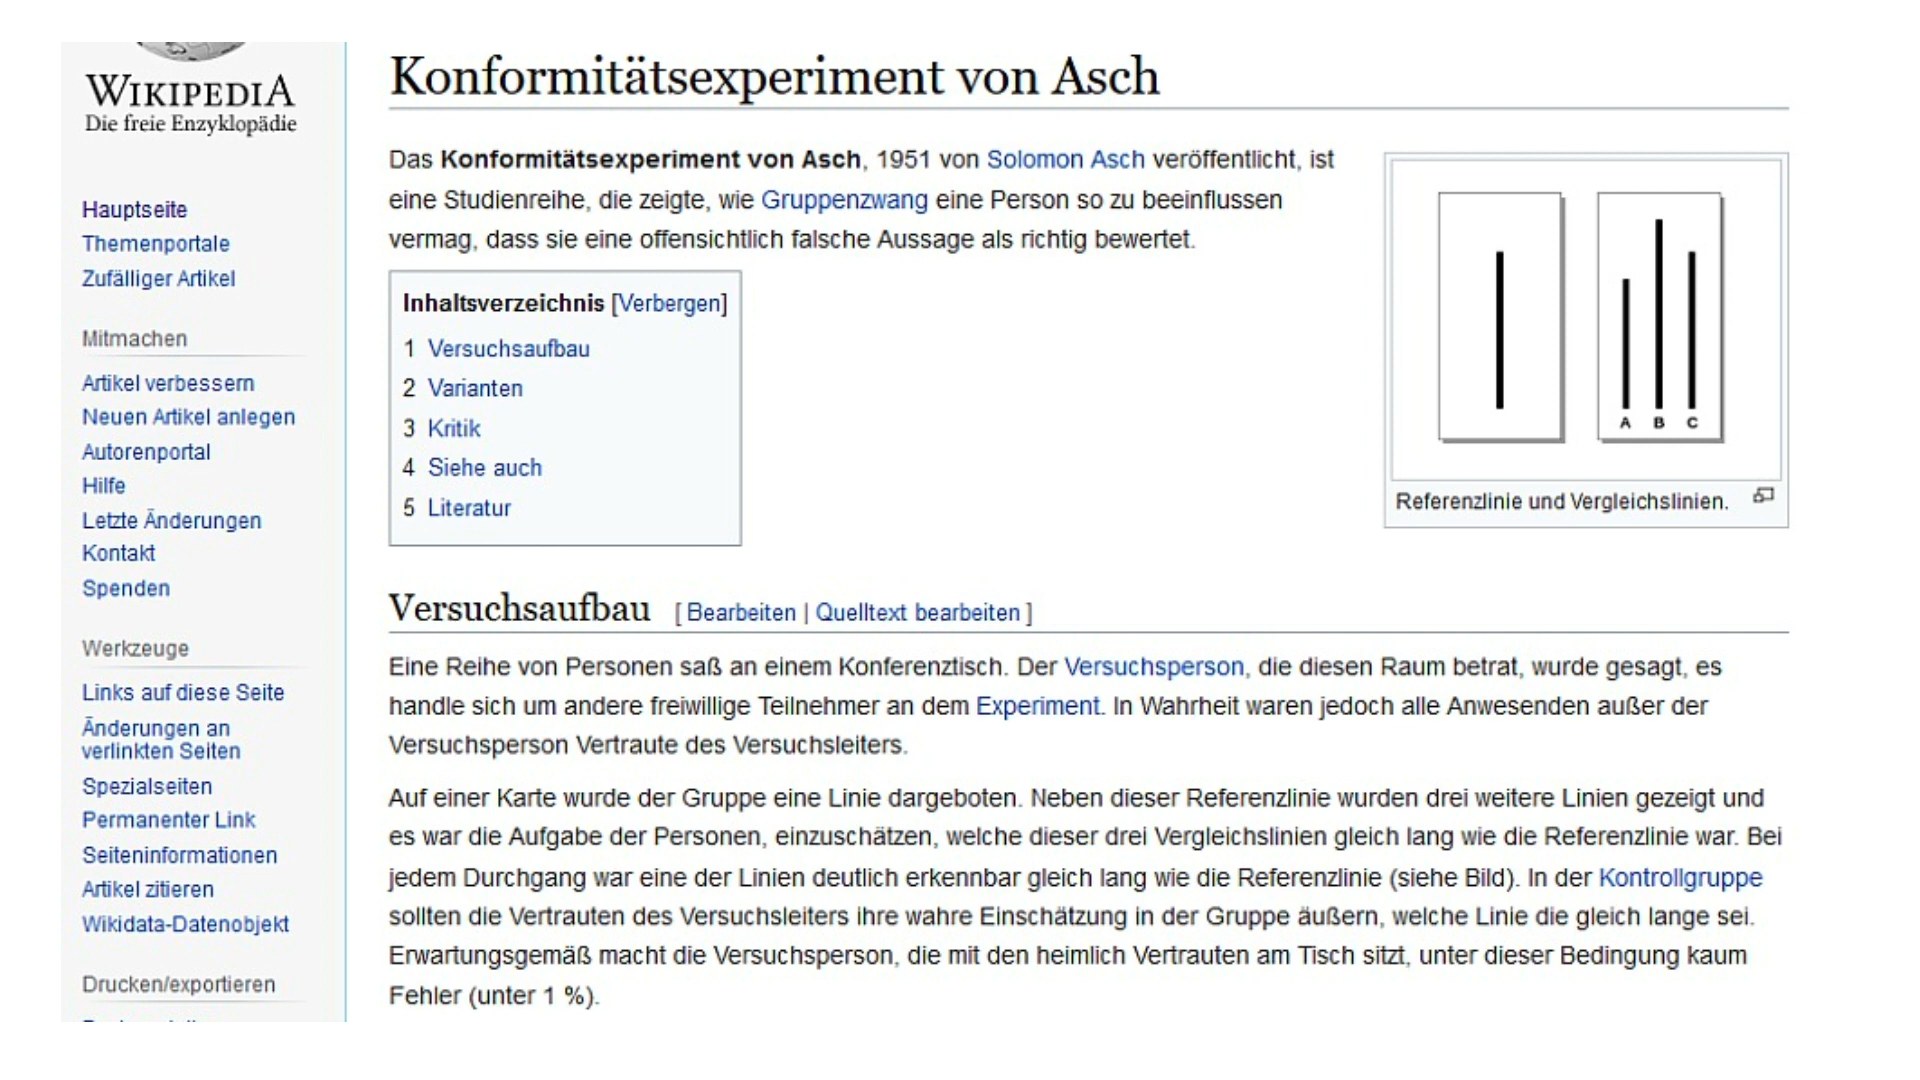 WIKIPEDIA
Die freie Enzyklopädie
Hauptseite
Themenportale
Zufälliger Artikel
Mitmachen
Artikel verbessern
Neuen Artikel anlegen
Autorenportal
Hilfe
Letzte Änderungen
Kontakt
Spenden
Werkzeuge
Links auf diese Seite
Änderungen an
verlinkten Seiten
Spezialseiten
Permanenter Link
Seiteninformationen
Artikel zitieren
Wikidata-Datenobjekt
Drucken/exportieren
Konformitätsexperiment von Asch
Das Konformitätsexperiment von Asch, 1951 von Solomon Asch veröffentlicht, ist
eine Studienreihe, die zeigte, wie Gruppenzwang eine Person so zu beeinflussen
vermag, dass sie eine offensichtlich falsche Aussage als richtig bewertet.
Inhaltsverzeichnis [Verbergen]
1 Versuchsaufbau
2 Varianten
3 Kritik
4 Siehe auch
5 Literatur
A B C
Referenzlinie und Vergleichslinien.
Versuchsaufbau [ Bearbeiten | Quelltext bearbeiten ]
Eine Reihe von Personen saß an einem Konferenztisch. Der Versuchsperson, die diesen Raum betrat, wurde gesagt, es
handle sich um andere freiwillige Teilnehmer an dem Experiment. In Wahrheit waren jedoch alle Anwesenden außer der
Versuchsperson Vertraute des Versuchsleiters.
Auf einer Karte wurde der Gruppe eine Linie dargeboten. Neben dieser Referenzlinie wurden drei weitere Linien gezeigt und
es war die Aufgabe der Personen, einzuschätzen, welche dieser drei Vergleichslinien gleich lang wie die Referenzlinie war. Bei
jedem Durchgang war eine der Linien deutlich erkennbar gleich lang wie die Referenzlinie (siehe Bild). In der Kontrollgruppe
sollten die Vertrauten des Versuchsleiters ihre wahre Einschätzung in der Gruppe äußern, welche Linie die gleich lange sei.
Erwartungsgemäß macht die Versuchsperson, die mit den heimlich Vertrauten am Tisch sitzt, unter dieser Bedingung kaum
Fehler (unter 1 %).